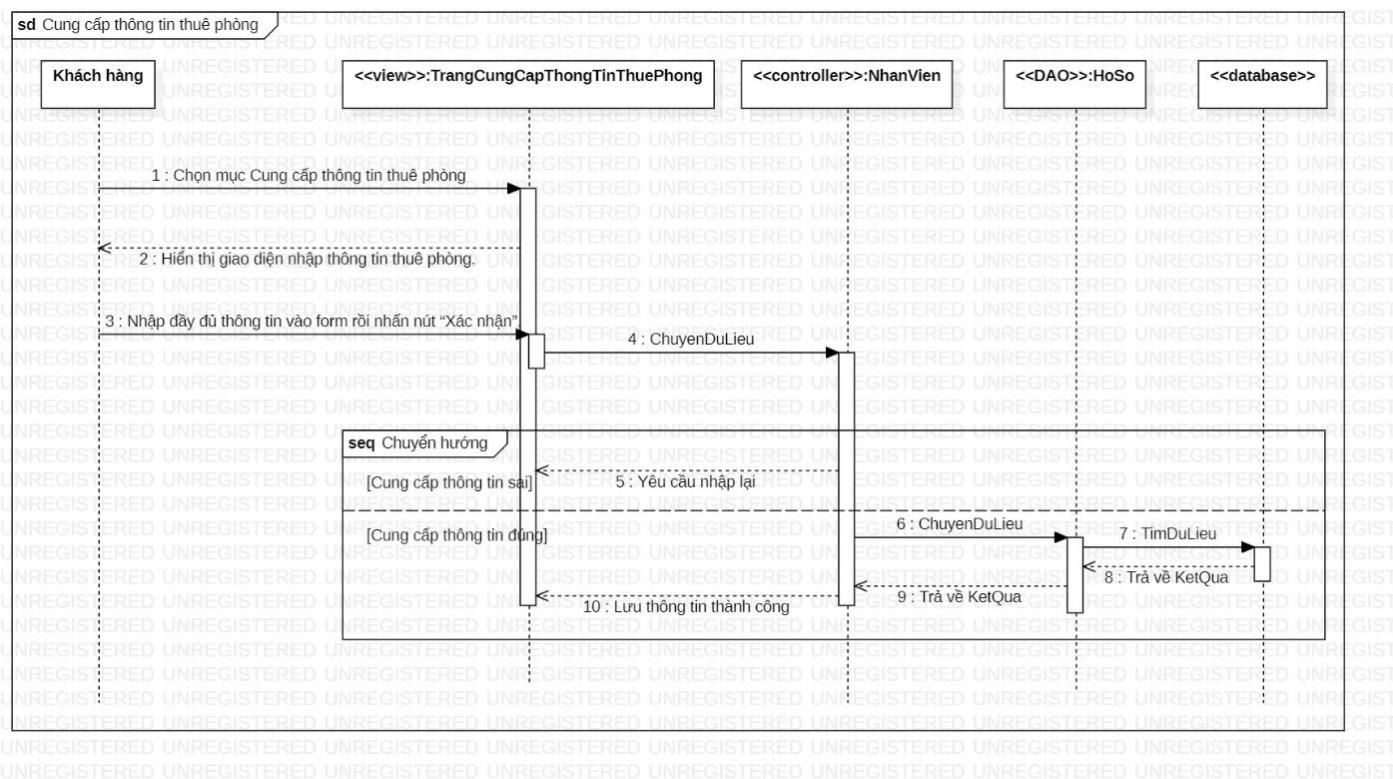 sd Cung cấp thông tin thuê phòng
Khách hàng
<<view>>:TrangCungCapThongTinThuePhong
<<controller>>:NhanVien
<<DAO>>:HoSo
<<database>>
1 : Chọn mục Cung cấp thông tin thuê phòng
2 : Hiển thị giao diện nhập thông tin thuê phòng.
3 : Nhập đầy đủ thông tin vào form rồi nhấn nút “Xác nhận”
4 : ChuyenDuLieu
seq Chuyển hướng
[Cung cấp thông tin sai]
5 : Yêu cầu nhập lại
[Cung cấp thông tin đúng]
6 : ChuyenDuLieu
7 : TimDuLieu
8 : Trả về KetQua
9 : Trả về KetQua
10 : Lưu thông tin thành công
UNREGISTERED